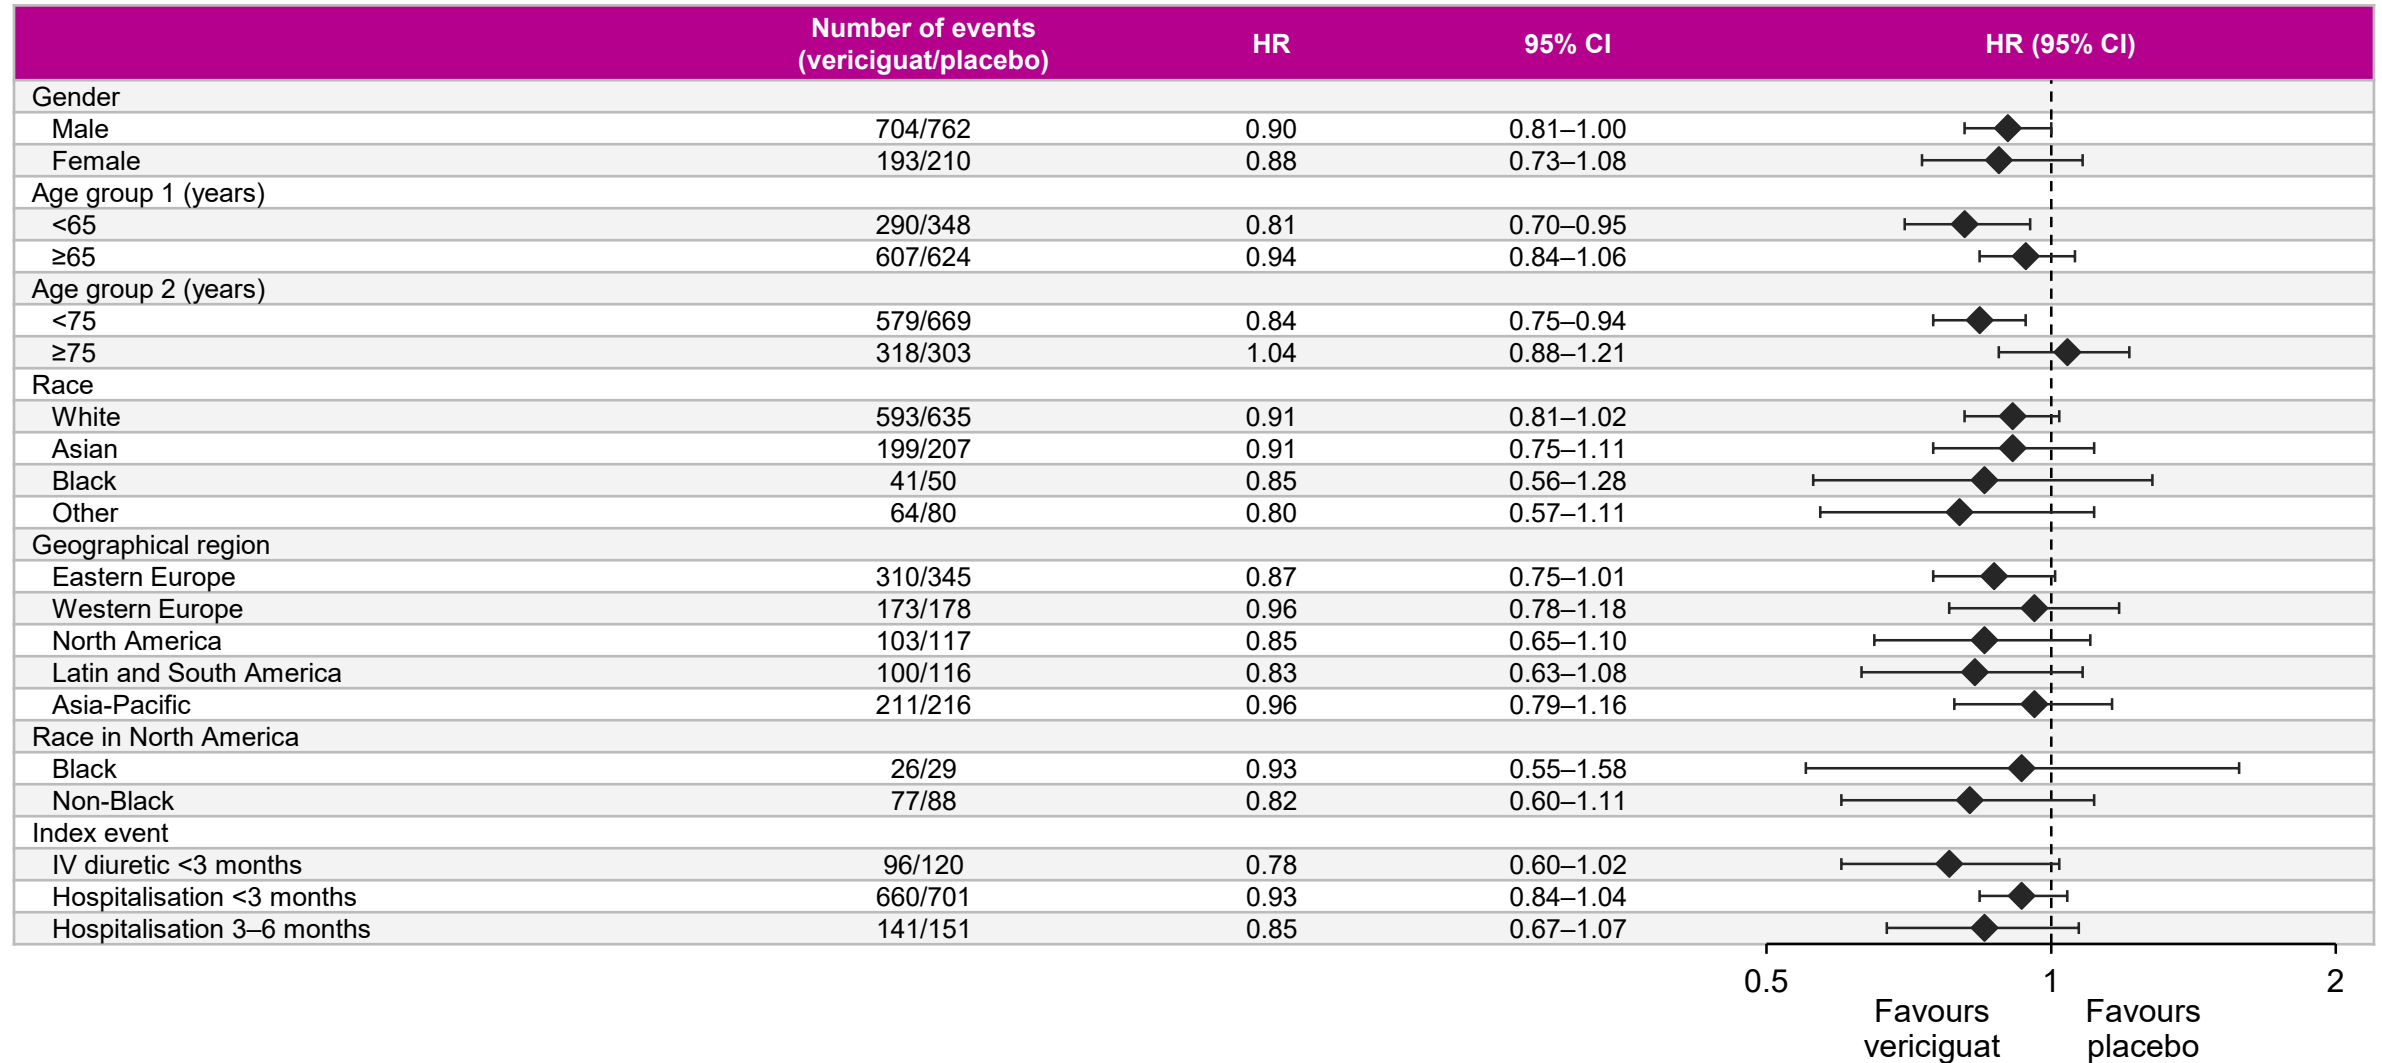 Number of events
(vericiguat/placebo) HR 95% CI HR (95% CI)
Gender
Male 704/762 0.90 0.81–1.00
Female 193/210 0.88 0.73–1.08
Age group 1 (years)
<65 290/348 0.81 0.70–0.95
≥65 607/624 0.94 0.84–1.06
Age group 2 (years)
<75 579/669 0.84 0.75–0.94
≥75 318/303 1.04 0.88–1.21
Race
White 593/635 0.91 0.81–1.02
Asian 199/207 0.91 0.75–1.11
Black 41/50 0.85 0.56–1.28
Other 64/80 0.80 0.57–1.11
Geographical region
Eastern Europe 310/345 0.87 0.75–1.01
Western Europe 173/178 0.96 0.78–1.18
North America 103/117 0.85 0.65–1.10
Latin and South America 100/116 0.83 0.63–1.08
Asia-Pacific 211/216 0.96 0.79–1.16
Race in North America
Black 26/29 0.93 0.55–1.58
Non-Black 77/88 0.82 0.60–1.11
Index event
IV diuretic <3 months 96/120 0.78 0.60–1.02
Hospitalisation <3 months 660/701 0.93 0.84–1.04
Hospitalisation 3–6 months 141/151 0.85 0.67–1.07
0.5 1 2
Favours Favours
vericiguat placebo